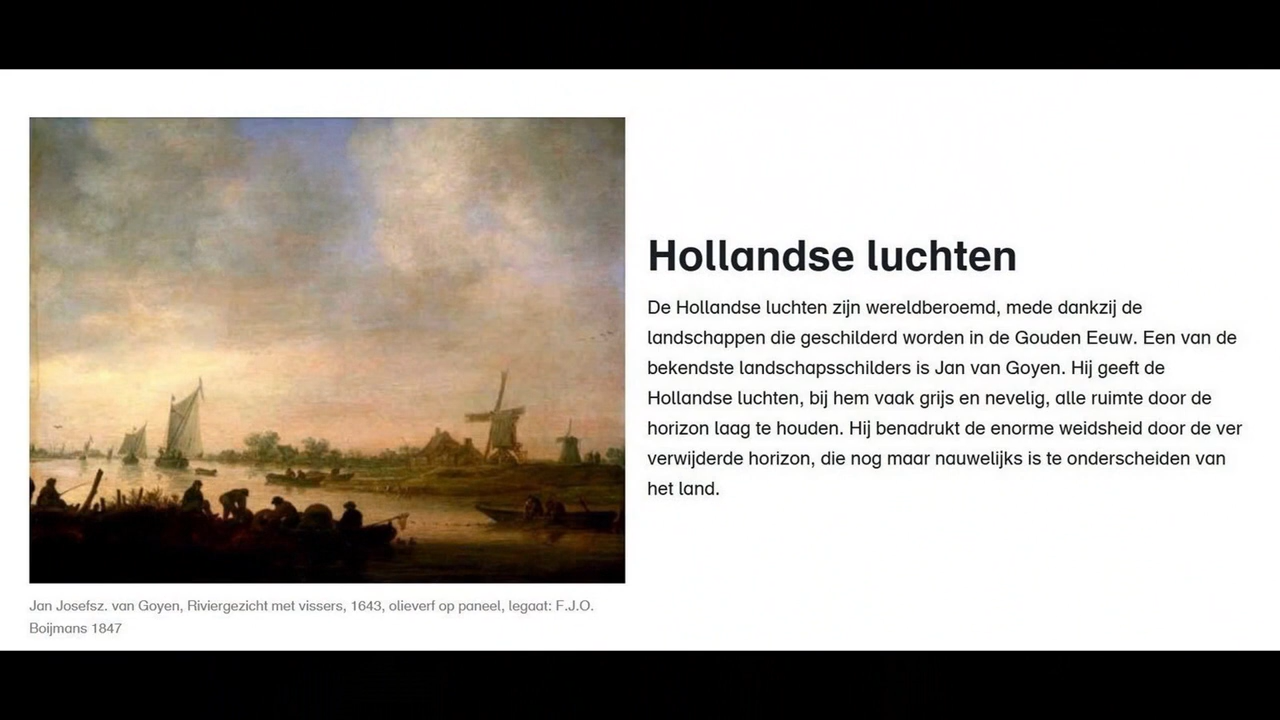 Hollandse luchten
De Hollandse luchten zijn wereldberoemd, mede dankzij de
landschappen die geschilderd worden in de Gouden Eeuw. Een van de
bekendste landschapsschilders is Jan van Goyen. Hij geeft de
Hollandse luchten, bij hem vaak grijs en nevelig, alle ruimte door de
horizon laag te houden. Hij benadrukt de enorme weidsheid door de ver
verwijderde horizon, die nog maar nauwelijks is te onderscheiden van
het land.
Jan Josefsz. van Goyen, Riviergezicht met vissers, 1643, olieverf op paneel, legaat: F.J.O.
Boijmans 1847